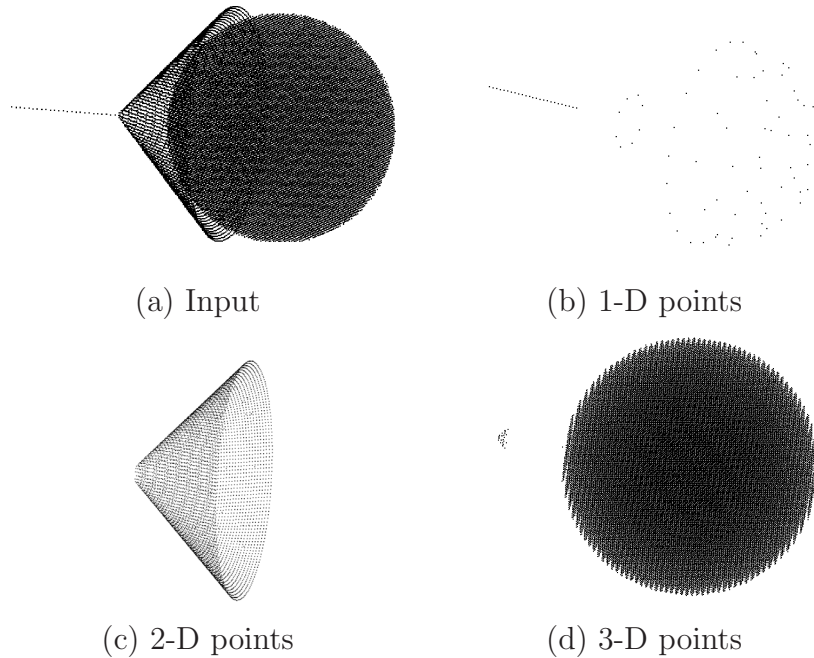 (a) Input
(b) 1-D points
(c) 2-D points
(d) 3-D points